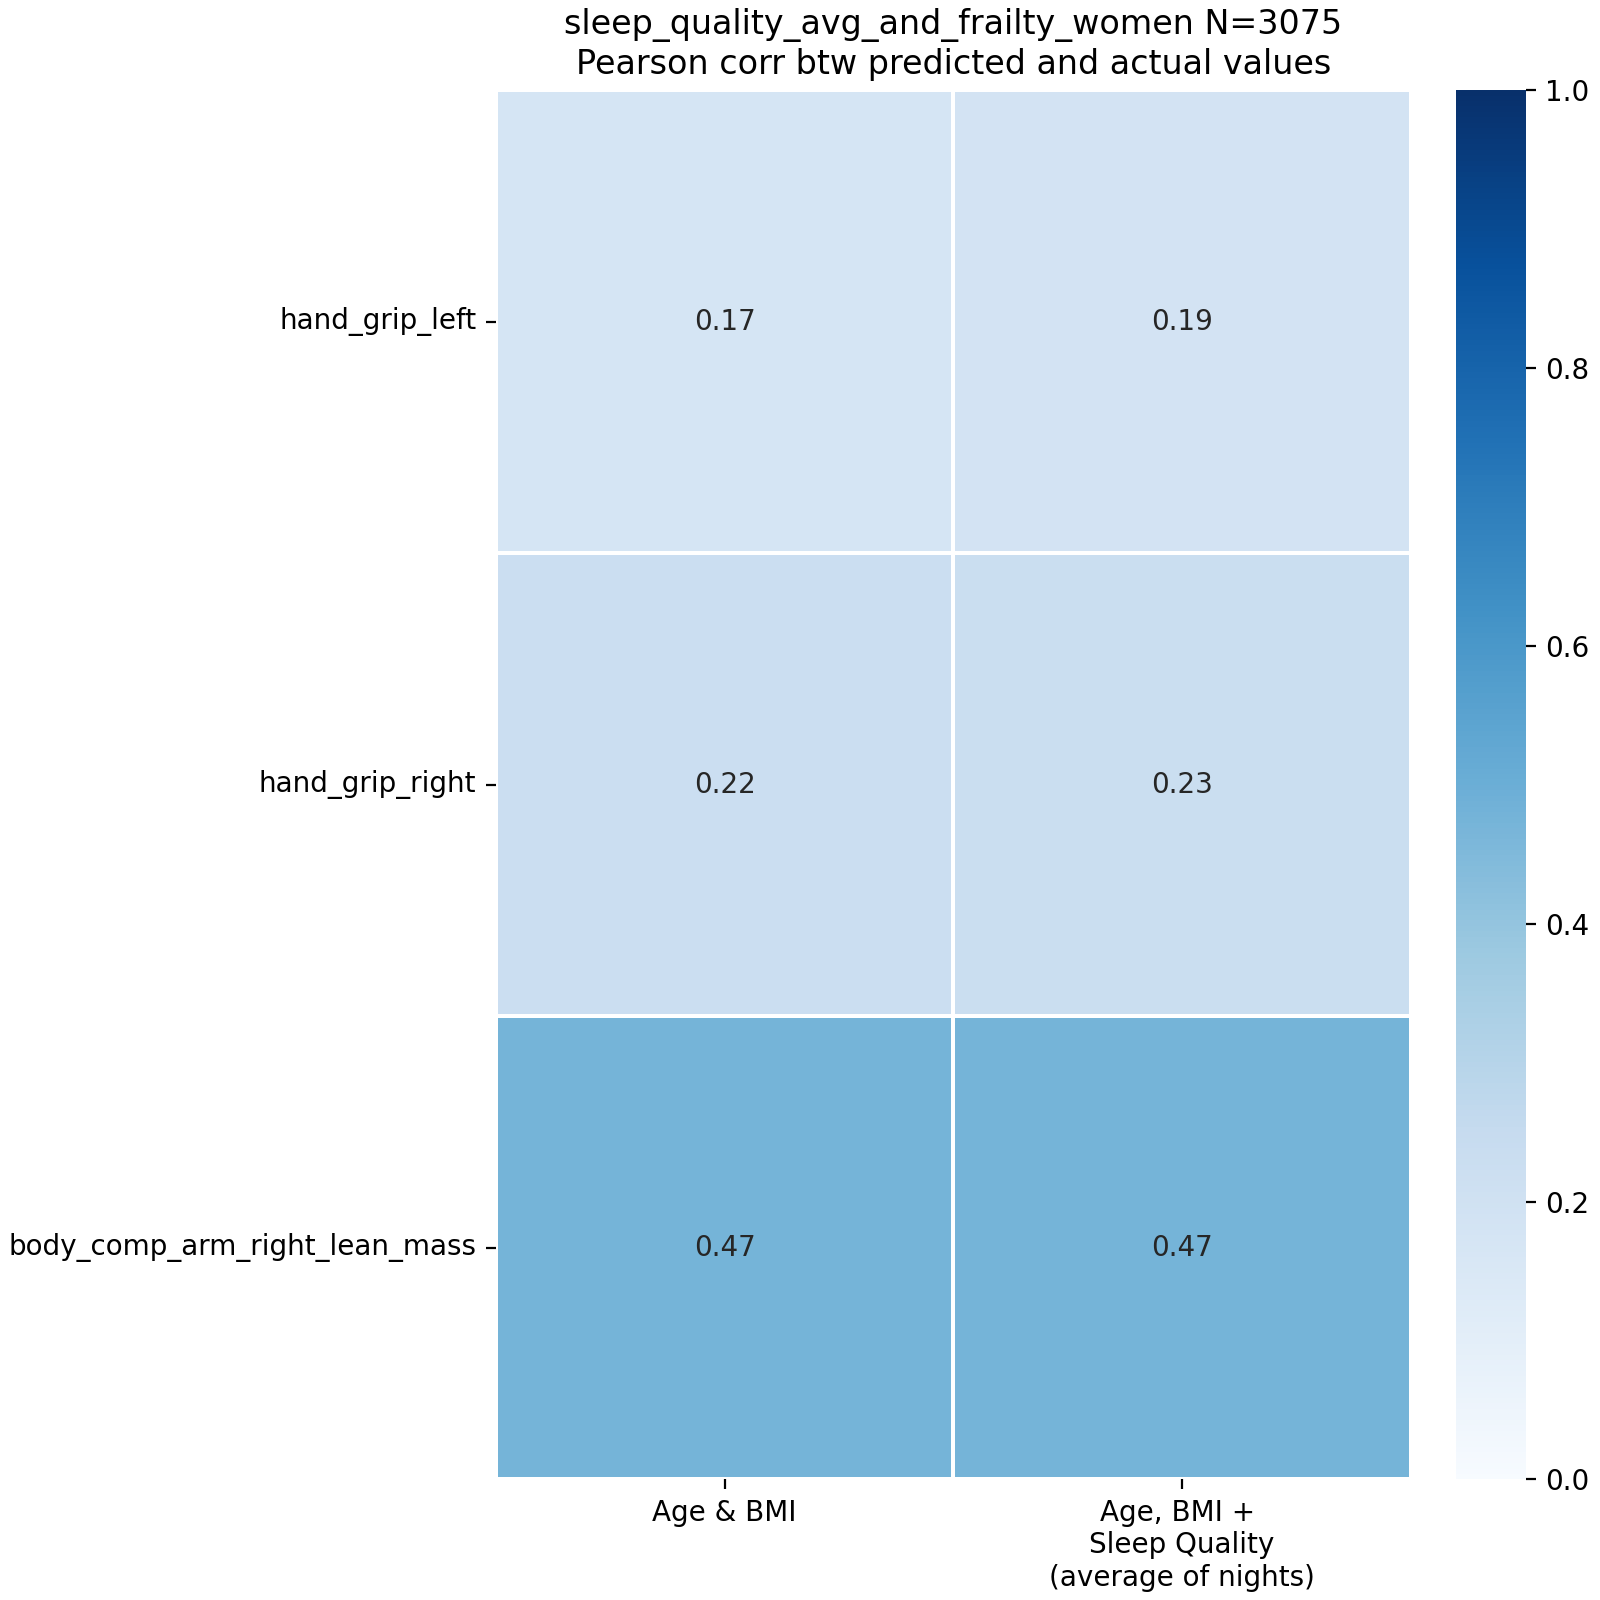 sleep_quality_avg_and_frailty_women N=3075
Pearson corr btw predicted and actual values
hand_grip_left
0.17
0.19
hand_grip_right
0.22
0.23
body_comp_arm_right_lean_mass
0.47
0.47
Age & BMI
Age, BMI +
Sleep Quality
(average of nights)
1.0
0.8
0.6
0.4
0.2
0.0